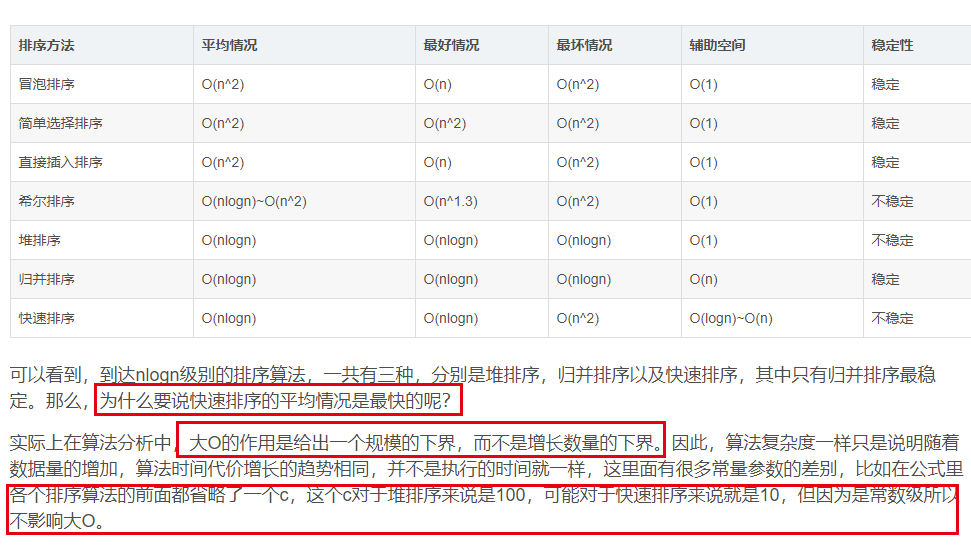 排序方法 平均情况 最好情况 最坏情况 辅助空间 稳定性
冒泡排序 O(n^2) O(n) O(n^2) O(1) 稳定
简单选择排序 O(n^2) O(n^2) O(n^2) O(1) 稳定
直接插入排序 O(n^2) O(n) O(n^2) O(1) 稳定
希尔排序 O(nlogn)~O(n^2) O(n^1.3) O(n^2) O(1) 不稳定
堆排序 O(nlogn) O(nlogn) O(nlogn) O(1) 不稳定
归并排序 O(nlogn) O(nlogn) O(nlogn) O(n) 稳定
快速排序 O(nlogn) O(nlogn) O(n^2) O(logn)~O(n) 不稳定
可以看到，到达nlogn级别的排序算法，一共有三种，分别是堆排序，归并排序以及快速排序，其中只有归并排序最稳
定。那么，为什么要说快速排序的平均情况是最快的呢？
实际上在算法分析中，大O的作用是给出一个规模的下界，而不是增长数量的下界。因此，算法复杂度一样只是说明随着
数据量的增加，算法时间代价增长的趋势相同，并不是执行的时间就一样，这里面有很多常量参数的差别，比如在公式里
各个排序算法的前面都省略了一个c，这个c对于堆排序来说是100，可能对于快速排序来说就是10，但因为是常数级所以
不影响大O。